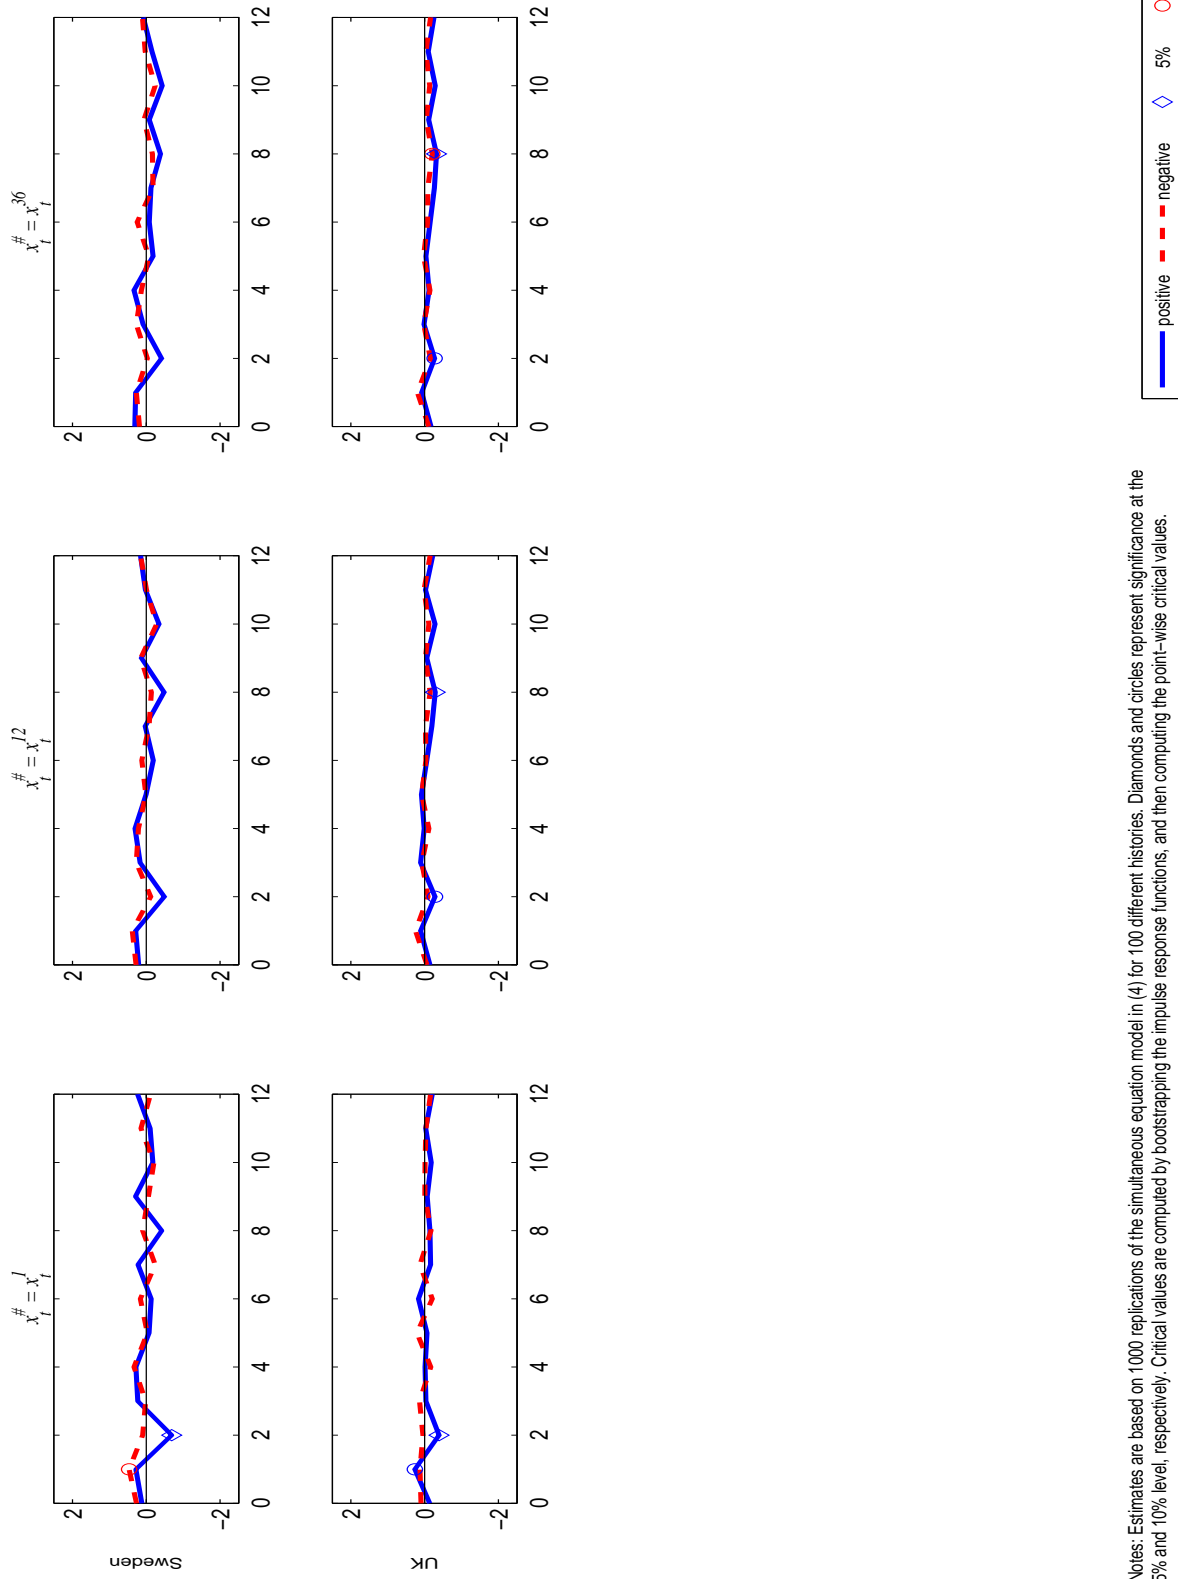 x_t^# = x_t^1
x_t^# = x_t^12
x_t^# = x_t^36
Sweden
2
0
−2
0 2 4 6 8 10 12
2
0
−2
0 2 4 6 8 10 12
2
0
−2
0 2 4 6 8 10 12
UK
2
0
−2
0 2 4 6 8 10 12
2
0
−2
0 2 4 6 8 10 12
2
0
−2
0 2 4 6 8 10 12
positive negative 5%
Notes: Estimates are based on 1000 replications of the simultaneous equation model in (4) for 100 different histories. Diamonds and circles represent significance at the
5% and 10% level, respectively. Critical values are computed by bootstrapping the impulse response functions, and then computing the point−wise critical values.